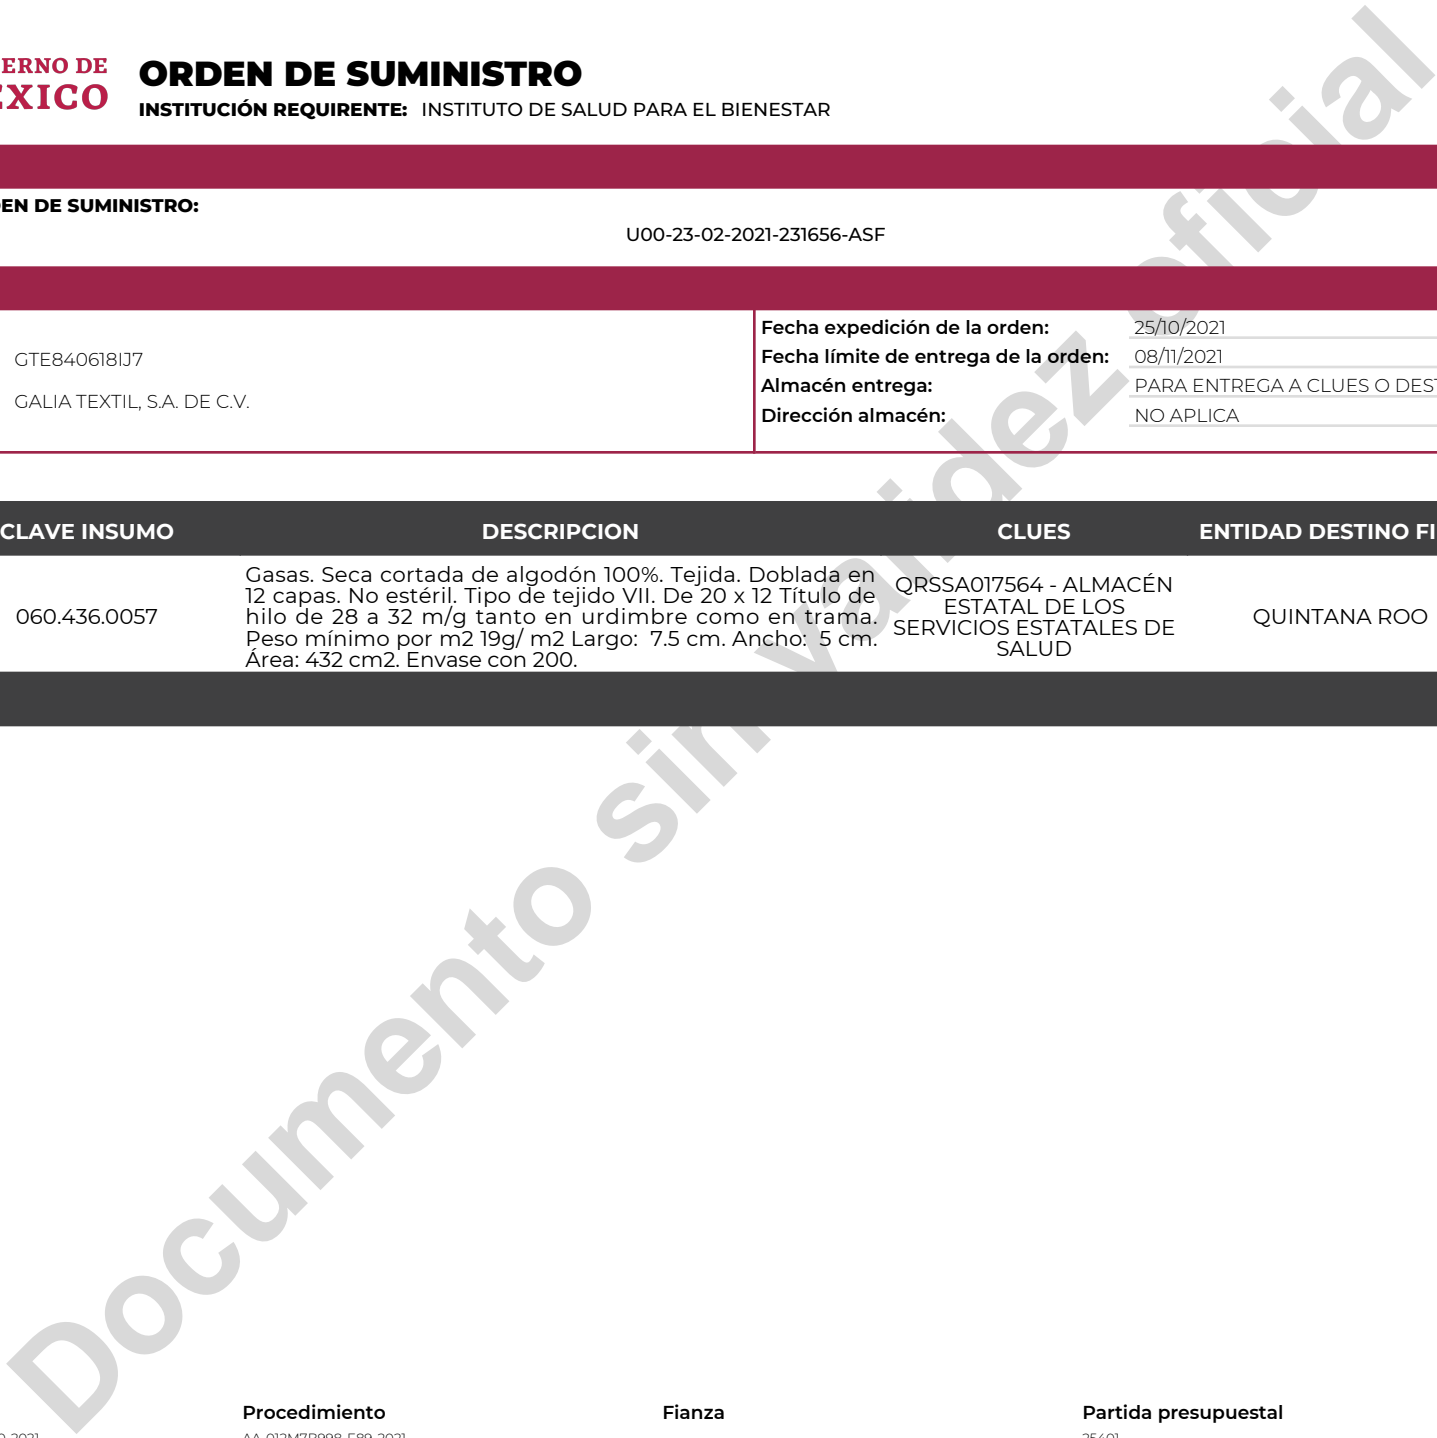 ERNO DE
ORDEN DE SUMINISTRO
XICO
INSTITUCIÓN REQUIRENTE: INSTITUTO DE SALUD PARA EL BIENESTAR
EN DE SUMINISTRO:
U00-23-02-2021-231656-ASF
Fecha expedición de la orden: 25/10/2021
GTE840618IJ7
Fecha límite de entrega de la orden: 08/11/2021
Almacén entrega: PARA ENTREGA A CLUES O DEST
GALIA TEXTIL, S.A. DE C.V.
Dirección almacén: NO APLICA
CLAVE INSUMO DESCRIPCION CLUES ENTIDAD DESTINO FI
060.436.0057
Gasas. Seca cortada de algodón 100%. Tejida. Doblada en
12 capas. No estéril. Tipo de tejido VII. De 20 x 12 Título de
hilo de 28 a 32 m/g tanto en urdimbre como en trama.
Peso mínimo por m2 19g/ m2 Largo: 7.5 cm. Ancho: 5 cm.
Área: 432 cm2. Envase con 200.
QRSSA017564 - ALMACÉN
ESTATAL DE LOS
SERVICIOS ESTATALES DE
SALUD
QUINTANA ROO
Documento sin validez oficial
Procedimiento Fianza Partida presupuestal